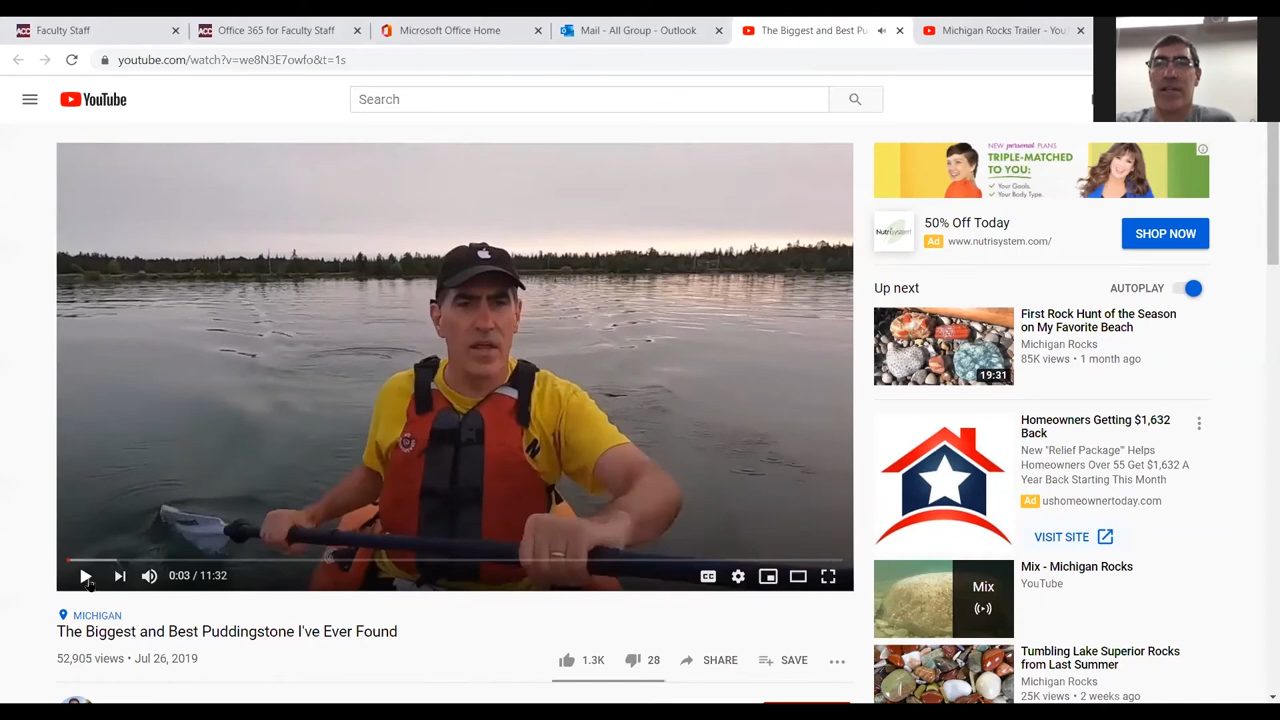 Faculty Staff
Office 365 for Faculty Staff
Microsoft Office Home
Mail - All Group - Outlook
The Biggest and Best Pu
Michigan Rocks Trailer - You
youtube.com/watch?v=we8N3E7owfo&t=1s
YouTube
Search
NEW personal PLANS
TRIPLE-MATCHED
TO YOU:
✓ Your Goals.
✓ Your Body Type.
Nutrisystem
50% Off Today
Ad www.nutrisystem.com/
SHOP NOW
Up next
AUTOPLAY
First Rock Hunt of the Season
on My Favorite Beach
Michigan Rocks
85K views • 1 month ago
19:31
Homeowners Getting $1,632
Back
New "Relief Package" Helps
Homeowners Over 55 Get $1,632 A
Year Back Starting This Month
Ad ushomeownertoday.com
VISIT SITE
Mix
Mix - Michigan Rocks
YouTube
Tumbling Lake Superior Rocks
from Last Summer
Michigan Rocks
25K views • 2 weeks ago
0:03 / 11:32
CC
MICHIGAN
The Biggest and Best Puddingstone I've Ever Found
52,905 views • Jul 26, 2019
1.3K
28
SHARE
SAVE